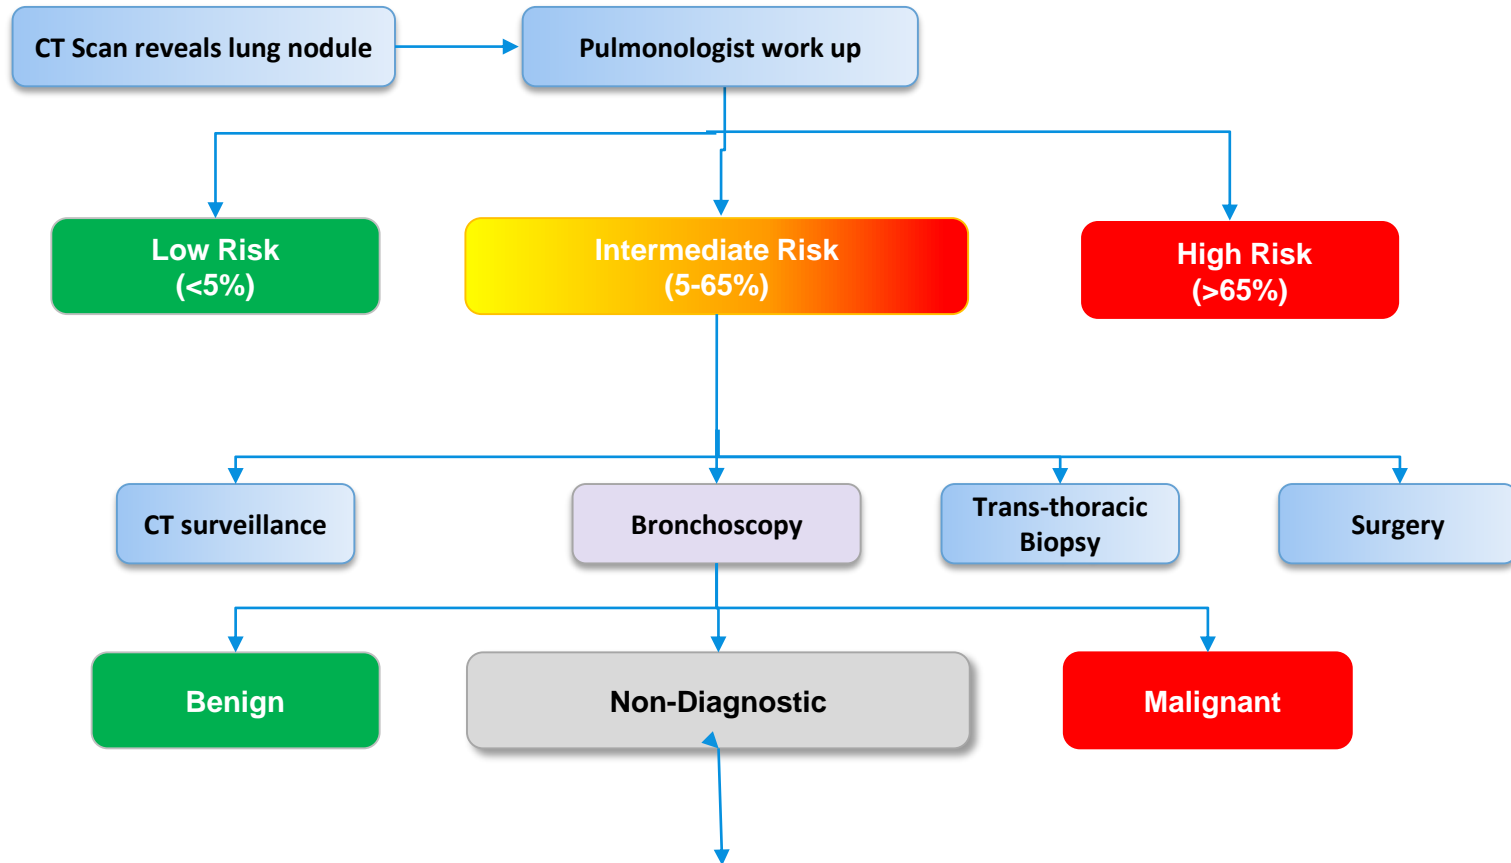 CT Scan reveals lung nodule
Pulmonologist work up
Low Risk
(<5%)
Intermediate Risk
(5-65%)
High Risk
(>65%)
CT surveillance
Bronchoscopy
Trans-thoracic
Biopsy
Surgery
Benign
Non-Diagnostic
Malignant